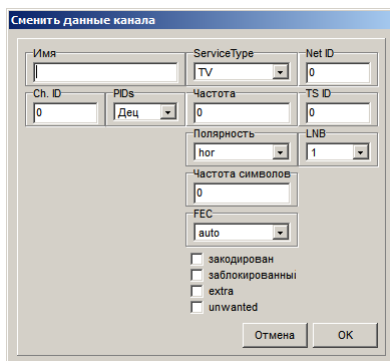 Сменить данные канала
Имя ServiceType Net ID
TV 0
Ch. ID PIDs Частота TS ID
0 Дец 0 0
Полярность LNB
hor 1
Частота символов
0
FEC
auto
закодирован
заблокированный
extra
unwanted
Отмена OK